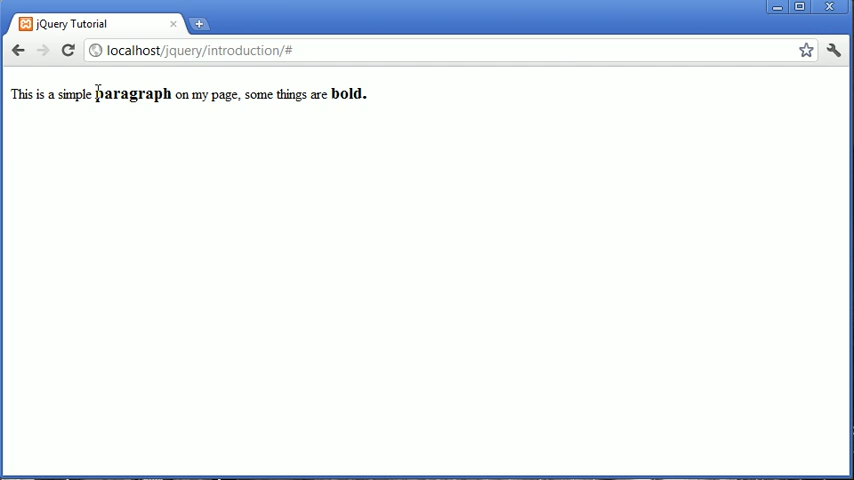 jQuery Tutorial
localhost/jquery/introduction/#
This is a simple paragraph on my page, some things are bold.